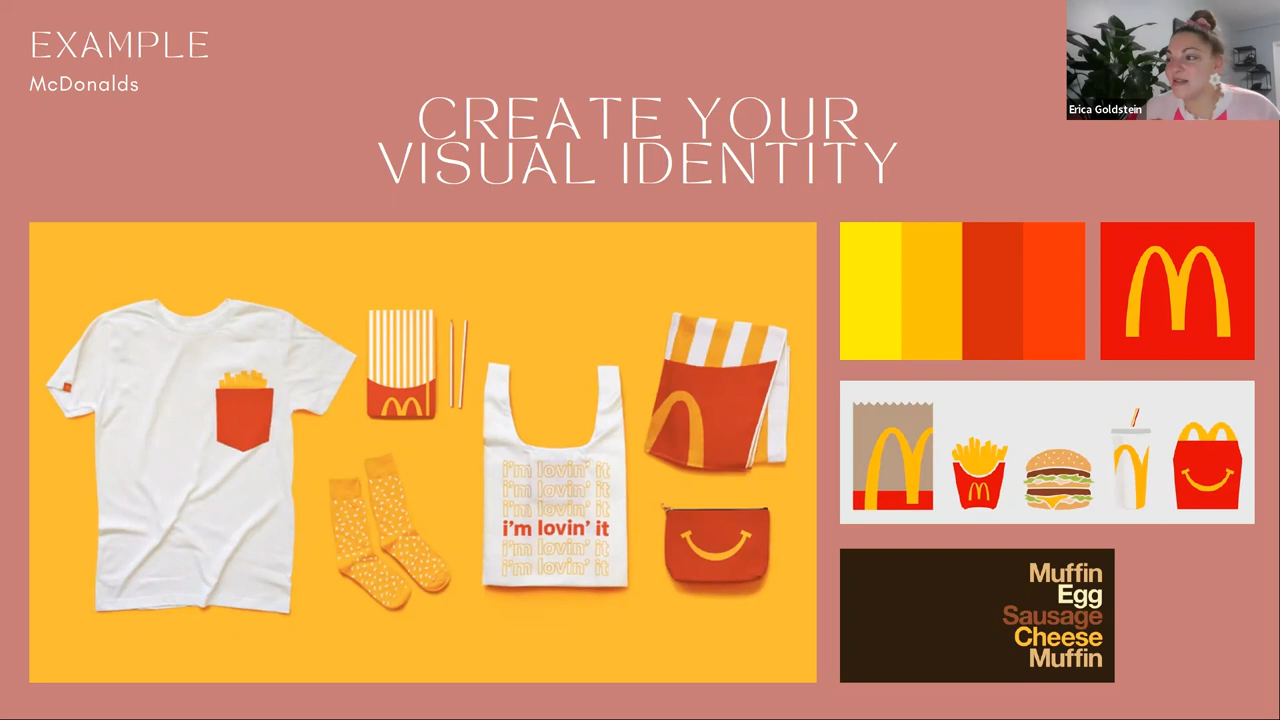 EXAMPLE
McDonalds
Erica Goldstein
CREATE YOUR
VISUAL IDENTITY
i'm lovin' it
i'm lovin' it
i'm lovin' it
i'm lovin' it
i'm lovin' it
i'm lovin' it
Muffin
Egg
Sausage
Cheese
Muffin